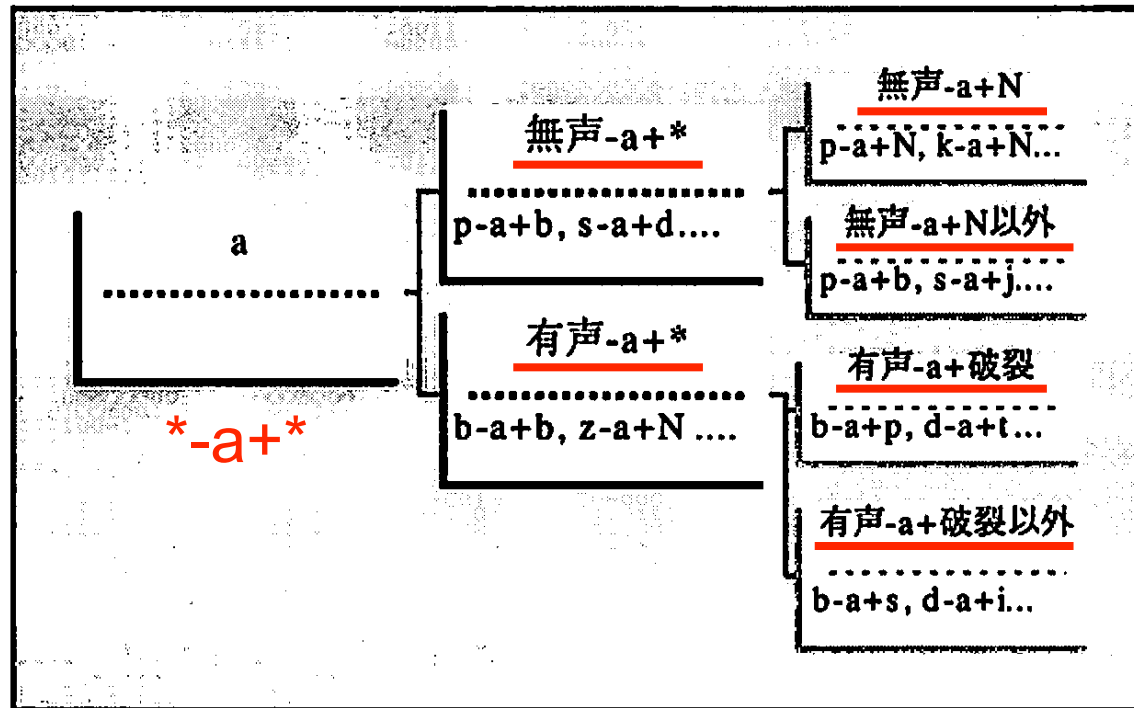 a
*-a+*
無声-a+*
p-a+b, s-a+d....
有声-a+*
b-a+b, z-a+N ....
無声-a+N
p-a+N, k-a+N...
無声-a+N以外
p-a+b, s-a+j....
有声-a+破裂
b-a+p, d-a+t...
有声-a+破裂以外
b-a+s, d-a+i...